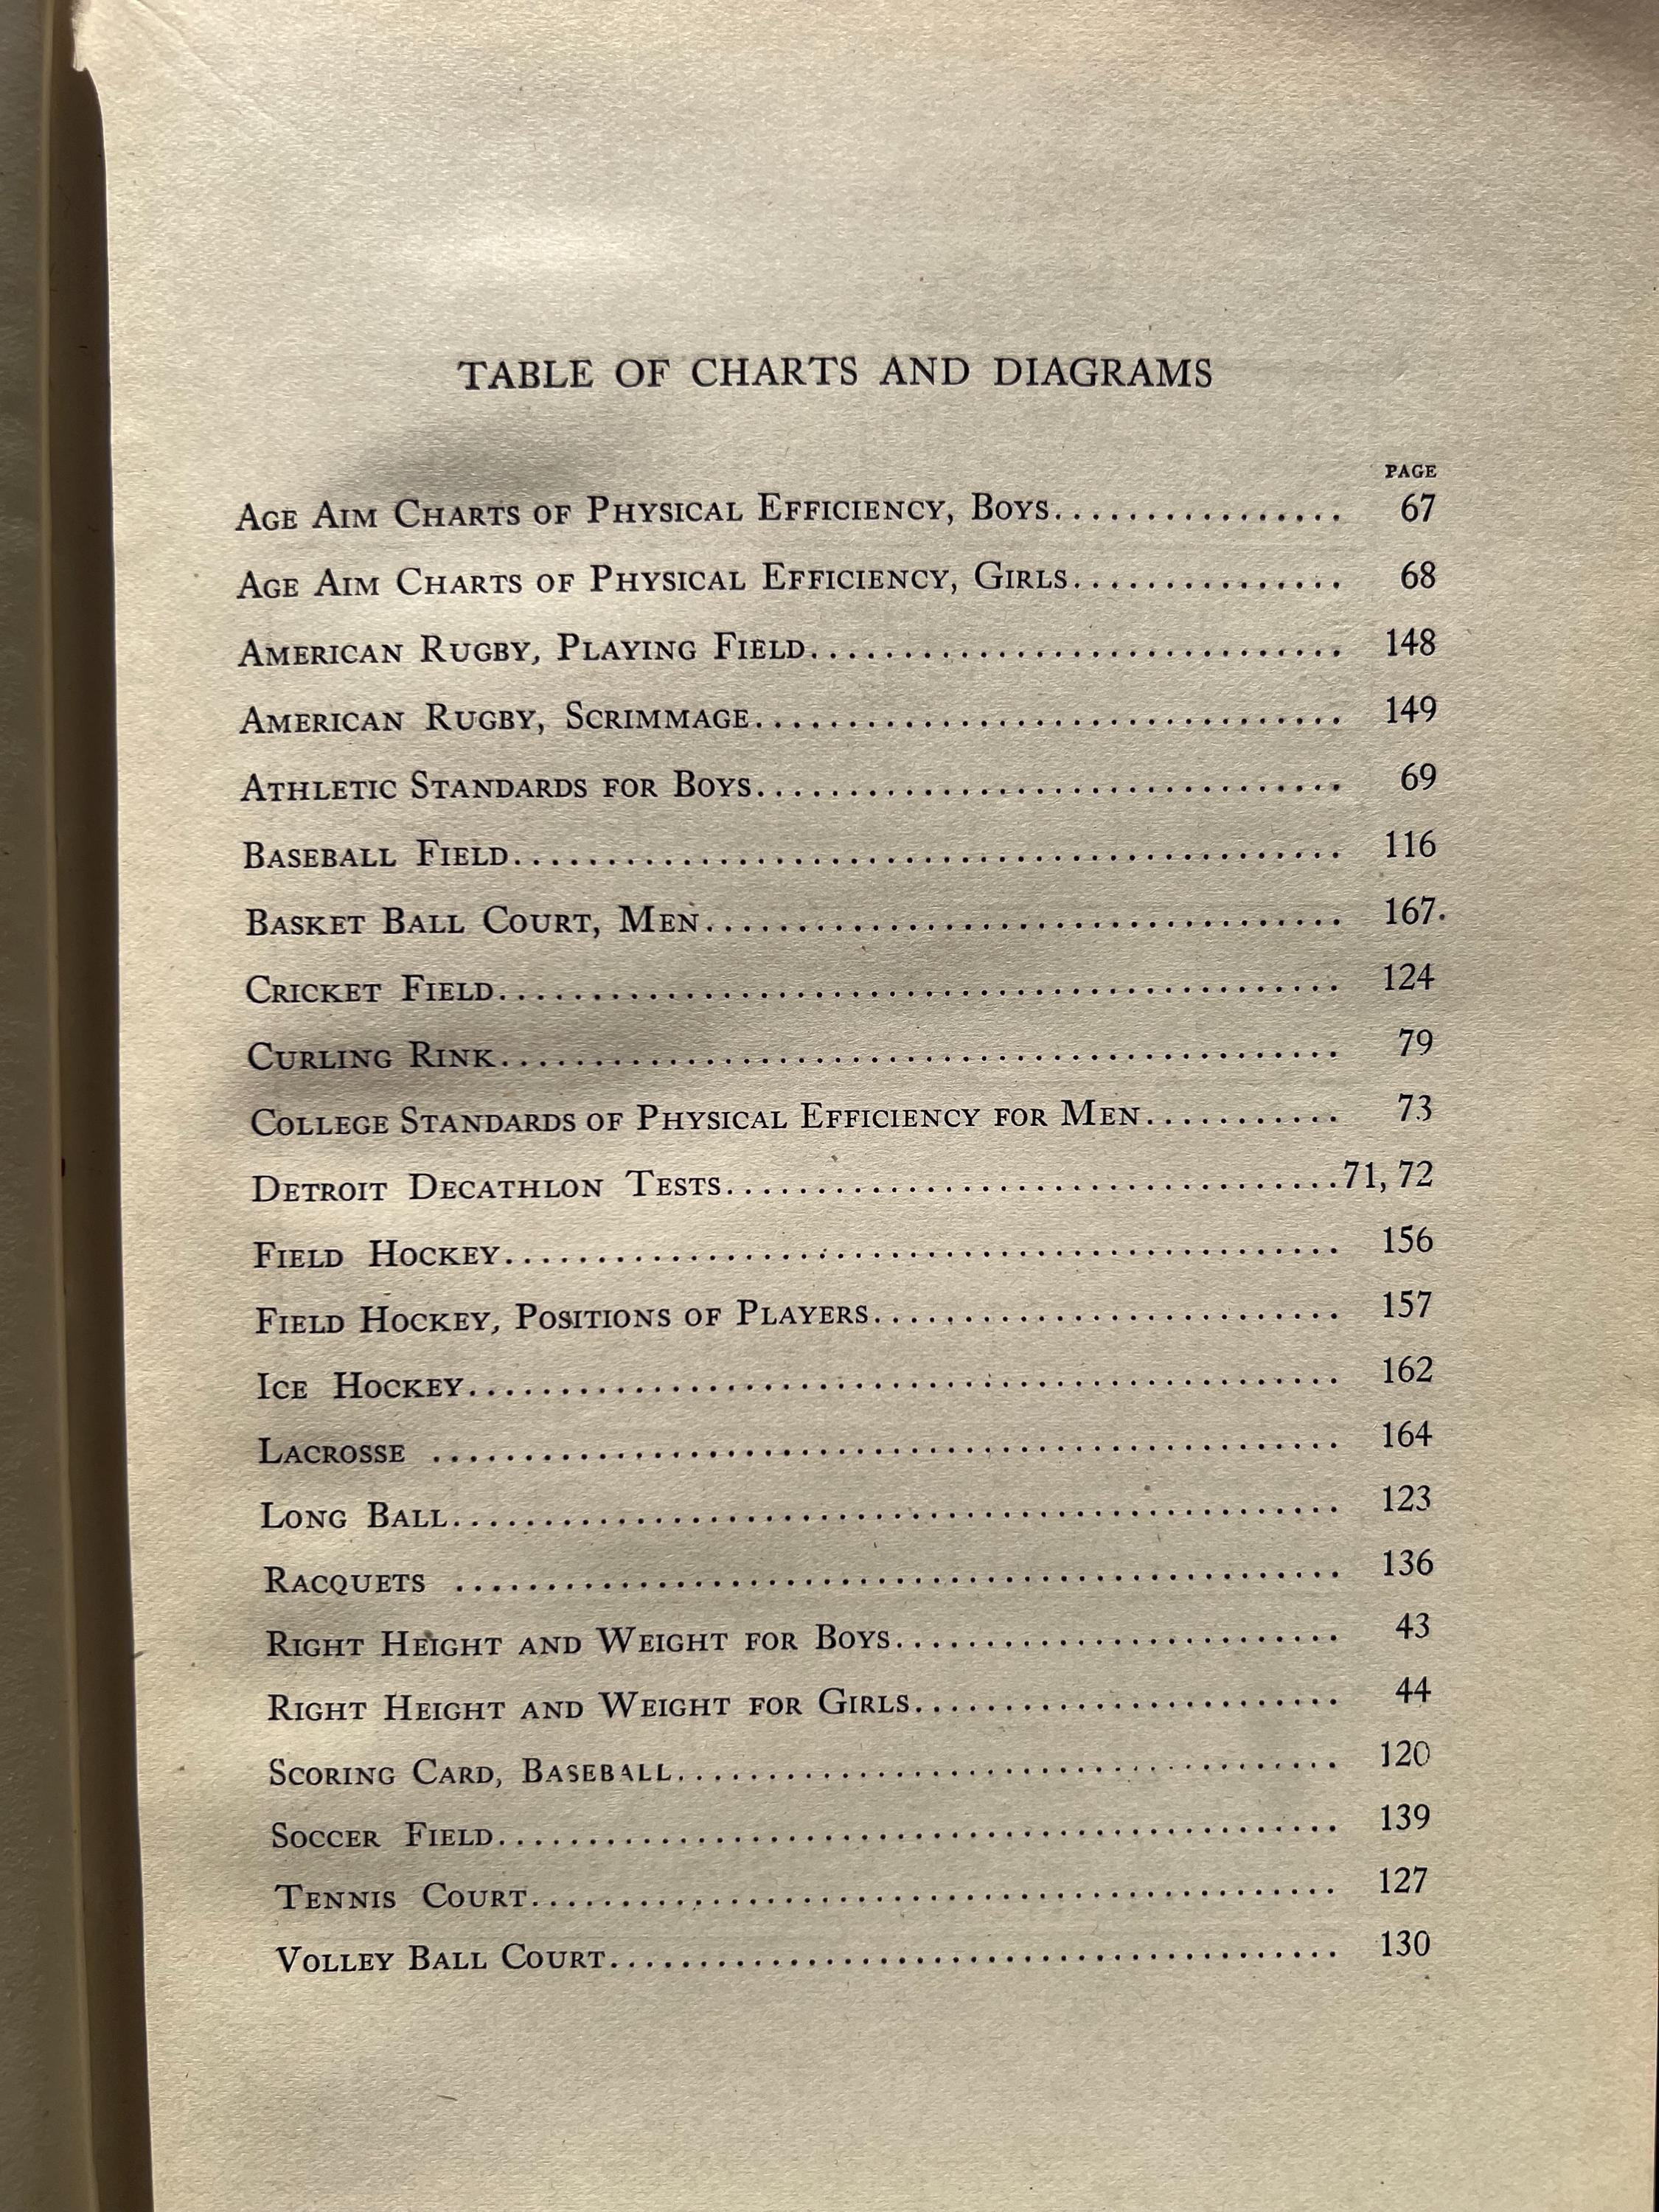 TABLE OF CHARTS AND DIAGRAMS
PAGE
AGE AIM CHARTS OF PHYSICAL EFFICIENCY, BOYS................ 67
AGE AIM CHARTS OF PHYSICAL EFFICIENCY, GIRLS............... 68
AMERICAN RUGBY, PLAYING FIELD............................. 148
AMERICAN RUGBY, SCRIMMAGE................................ 149
ATHLETIC STANDARDS FOR BOYS................................ 69
BASEBALL FIELD............................................. 116
BASKET BALL COURT, MEN................................... 167.
CRICKET FIELD.............................................. 124
CURLING RINK.............................................. 79
COLLEGE STANDARDS OF PHYSICAL EFFICIENCY FOR MEN........... 73
DETROIT DECATHLON TESTS..................................71, 72
FIELD HOCKEY.............................................. 156
FIELD HOCKEY, POSITIONS OF PLAYERS.......................... 157
ICE HOCKEY................................................ 162
LACROSSE .................................................. 164
LONG BALL................................................. 123
RACQUETS ................................................. 136
RIGHT HEIGHT AND WEIGHT FOR BOYS......................... 43
RIGHT HEIGHT AND WEIGHT FOR GIRLS........................ 44
SCORING CARD, BASEBALL.................................... 120
SOCCER FIELD.............................................. 139
TENNIS COURT............................................. 127
VOLLEY BALL COURT........................................ 130